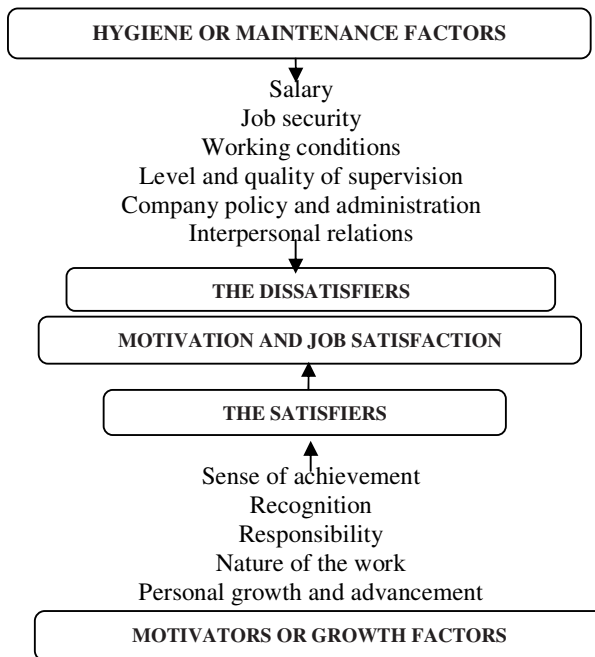 HYGIENE OR MAINTENANCE FACTORS
Salary
Job security
Working conditions
Level and quality of supervision
Company policy and administration
Interpersonal relations
THE DISSATISFIERS
MOTIVATION AND JOB SATISFACTION
THE SATISFIERS
Sense of achievement
Recognition
Responsibility
Nature of the work
Personal growth and advancement
MOTIVATORS OR GROWTH FACTORS